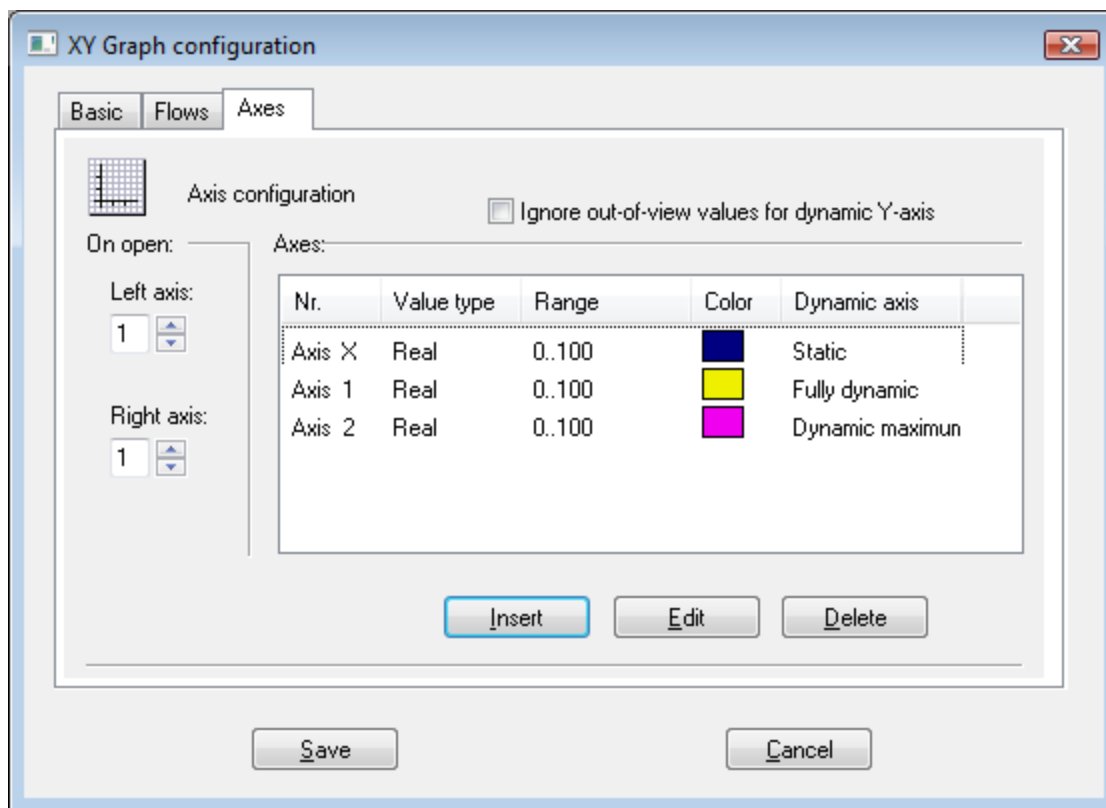 XY Graph configuration
Basic Flows Axes
Axis configuration
Ignore out-of-view values for dynamic Y-axis
On open:
Axes:
Left axis:
1
Right axis:
1
Nr. Value type Range Color Dynamic axis
Axis X Real 0..100 Static
Axis 1 Real 0..100 Fully dynamic
Axis 2 Real 0..100 Dynamic maximun
Insert Edit Delete
Save Cancel